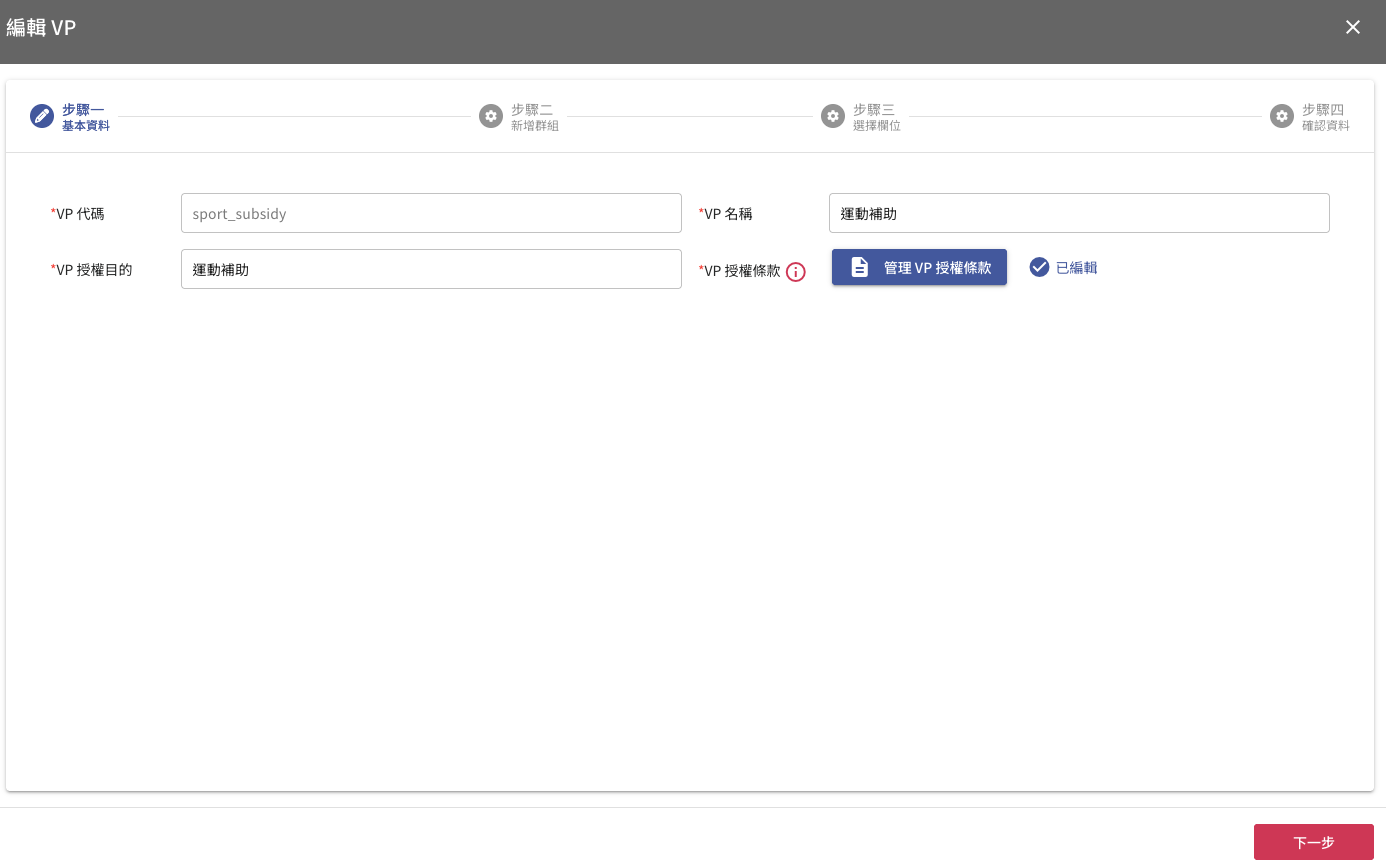 編輯 VP
步驟一
基本資料
步驟二
新增群組
步驟三
選擇欄位
步驟四
確認資料
*VP 代碼
sport_subsidy
*VP 名稱
運動補助
*VP 授權目的
運動補助
*VP 授權條款
管理 VP 授權條款
已編輯
下一步